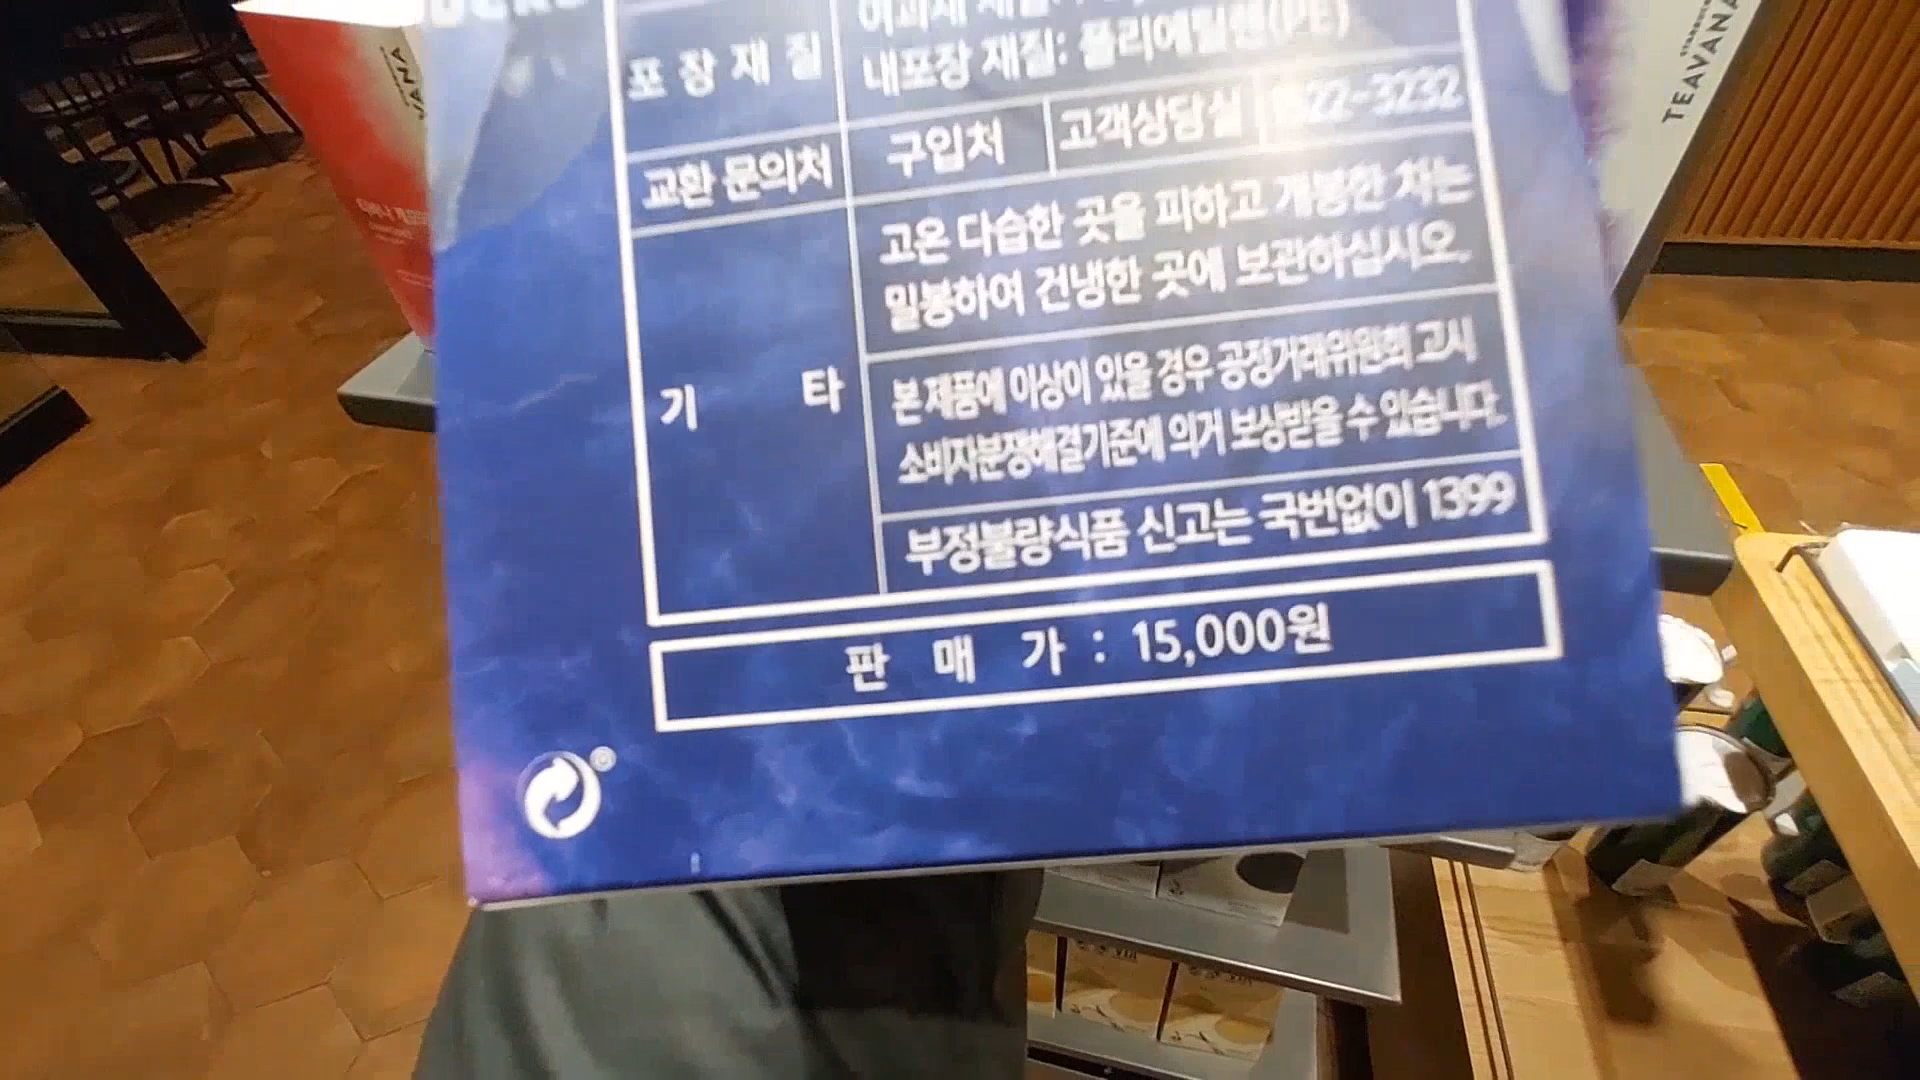 포 장 재 질
내포장 재질: 폴리에틸렌(PE)
교환 문의처
구입처
고객상담실
22-3232
기 타
고온 다습한 곳을 피하고 개봉한 차는
밀봉하여 건냉한 곳에 보관하십시오.
본 제품에 이상이 있을 경우 공정거래위원회 고시
소비자분쟁해결기준에 의거 보상받을 수 있습니다.
부정불량식품 신고는 국번없이 1399
판 매 가 : 15,000원
TEAVANA